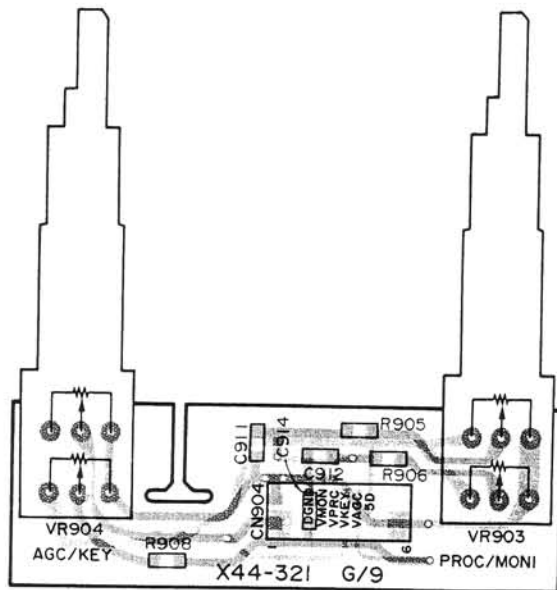 R905
C911
C914
C912
R906
CN904
DGND
VMON
VPRC
VKEY
VAGC
5D
VR904
AGC/KEY
R908
1
6
VR903
PROC/MONI
X44-321 G/9